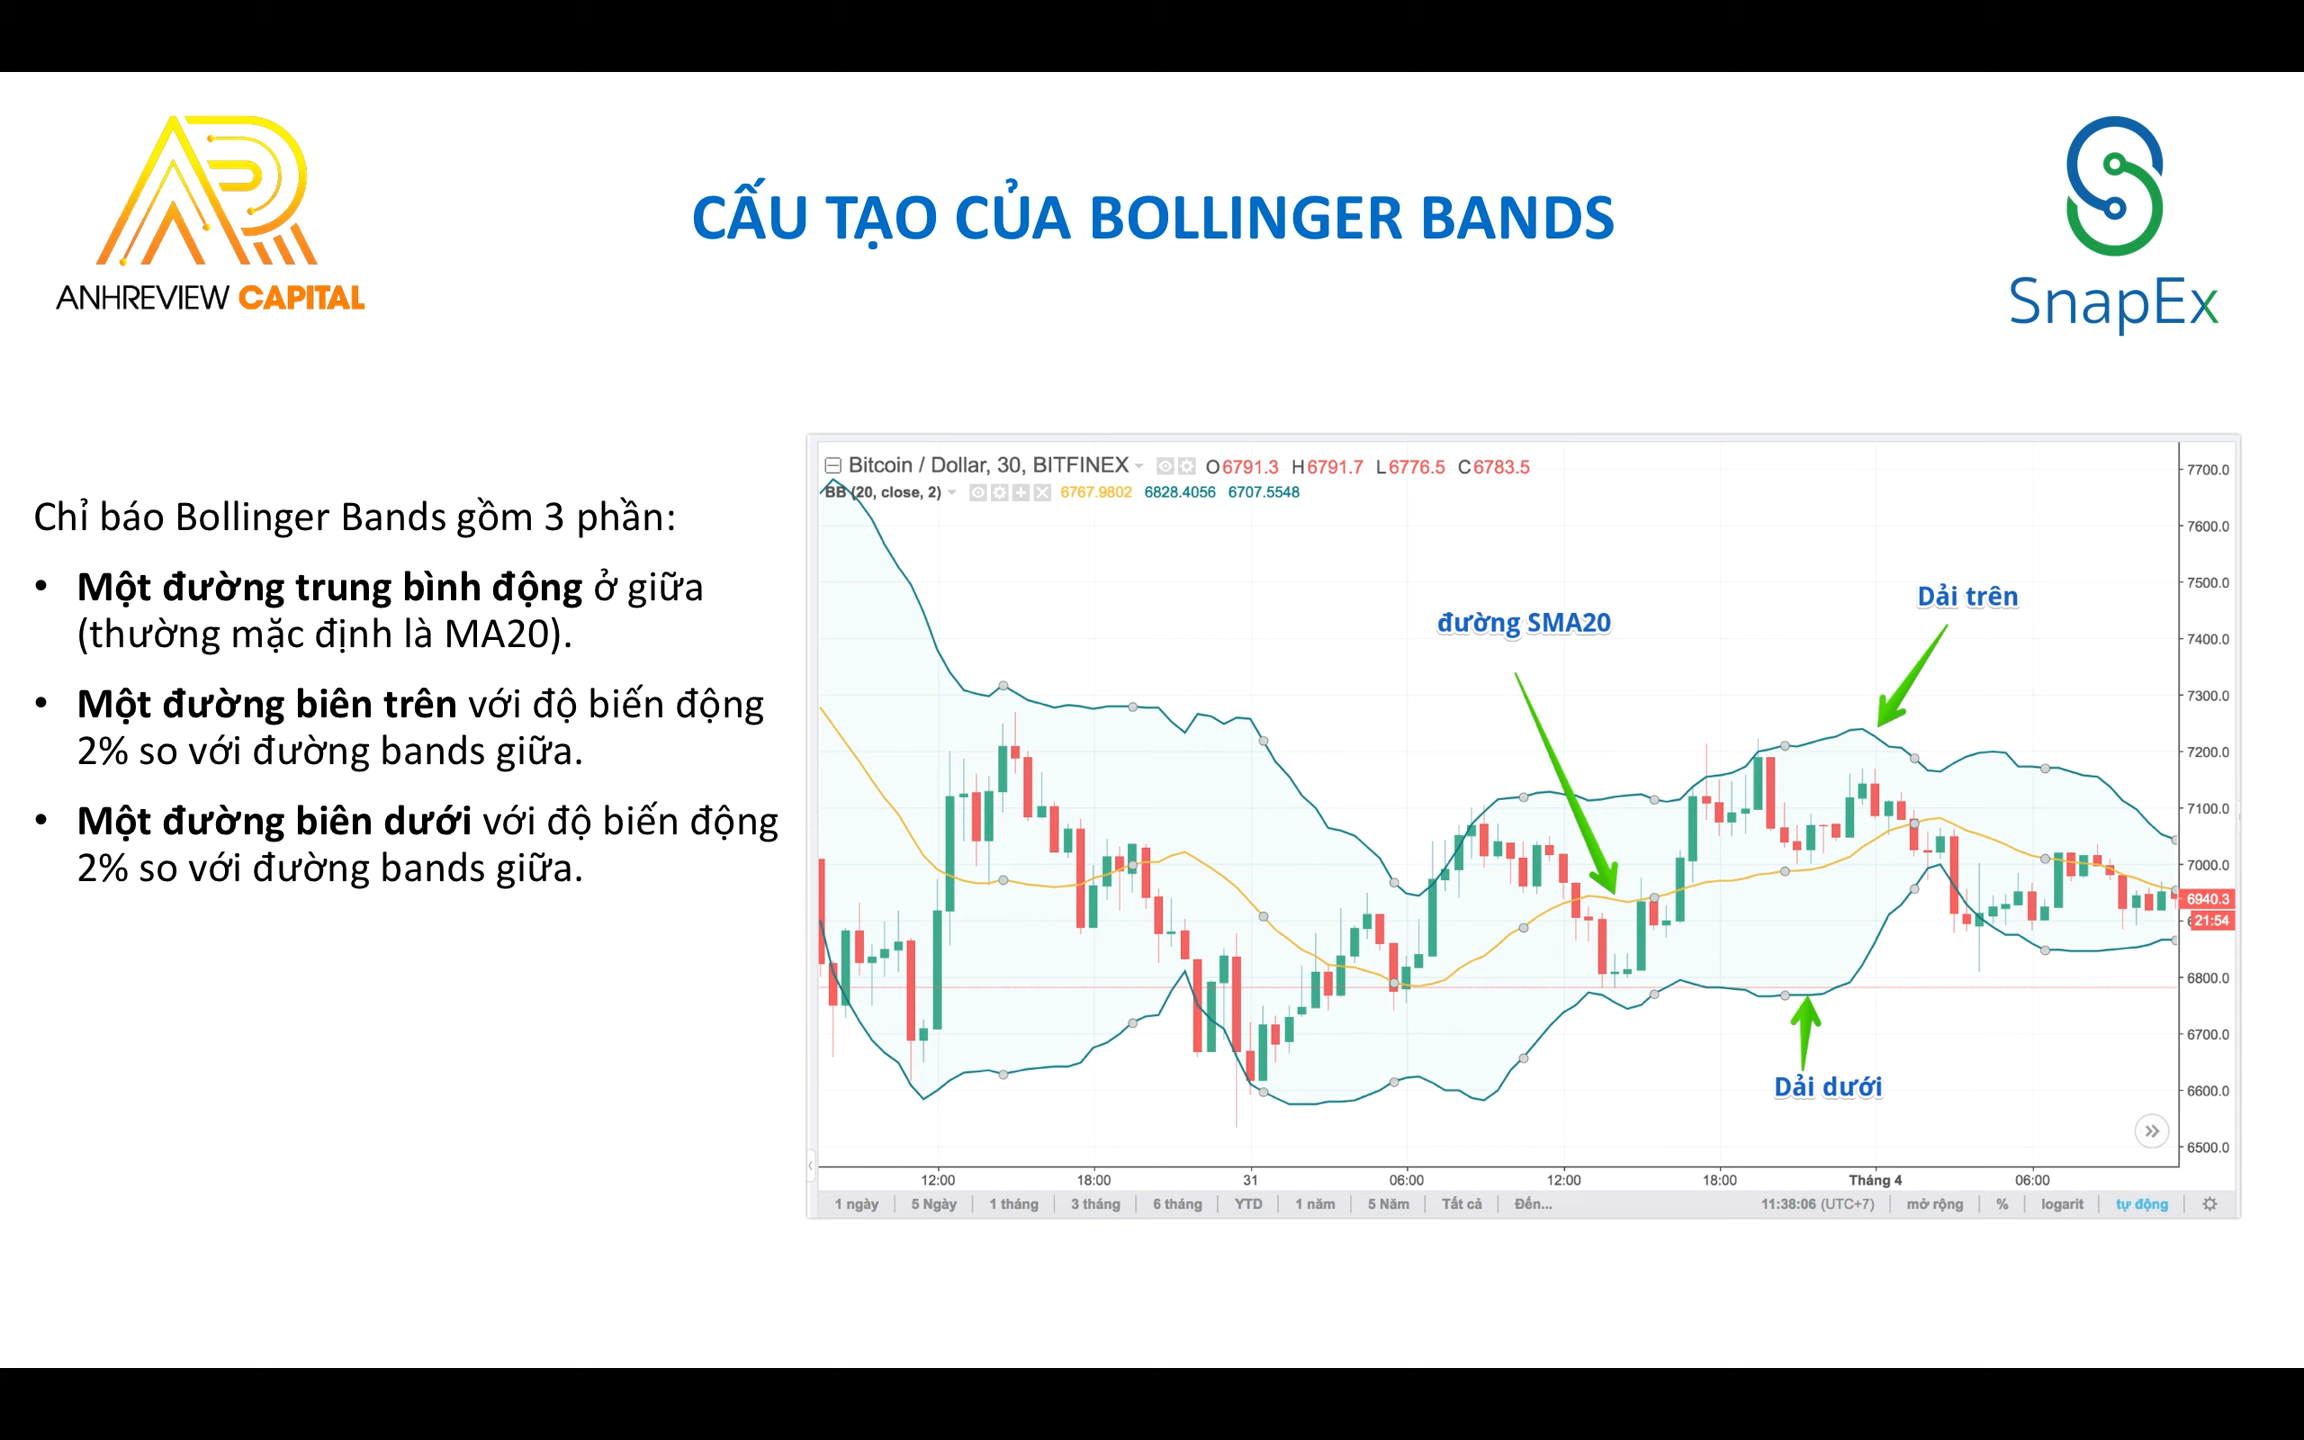 ANHREVIEW CAPITAL
CẤU TẠO CỦA BOLLINGER BANDS
SnapEx
Chỉ báo Bollinger Bands gồm 3 phần:
• Một đường trung bình động ở giữa
(thường mặc định là MA20).
• Một đường biên trên với độ biến động
2% so với đường bands giữa.
• Một đường biên dưới với độ biến động
2% so với đường bands giữa.
Bitcoin / Dollar, 30, BITFINEX O6791.3 H6791.7 L6776.5 C6783.5
BB (20, close, 2) 6767.9802 6828.4056 6707.5548
đường SMA20
Dải trên
Dải dưới
7700.0
7600.0
7500.0
7400.0
7300.0
7200.0
7100.0
7000.0
6940.3
21:54
6800.0
6700.0
6600.0
6500.0
12:00 18:00 31 06:00 12:00 18:00 Tháng 4 06:00
1 ngày 5 Ngày 1 tháng 3 tháng 6 tháng YTD 1 năm 5 Năm Tất cả Đến... 11:38:06 (UTC+7) mở rộng % logarit tự động